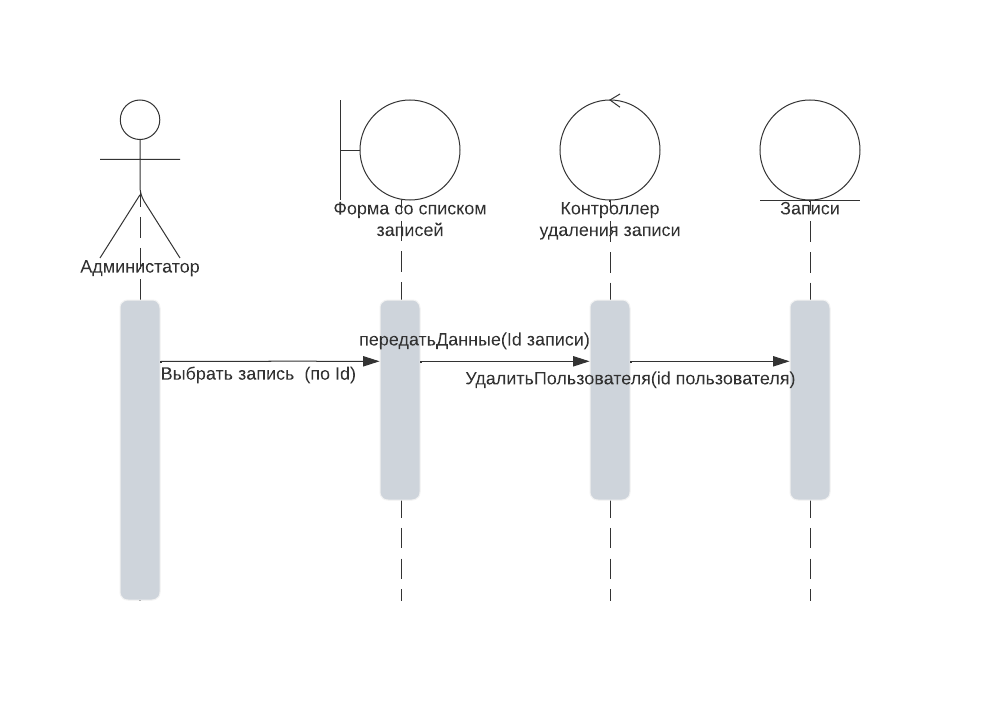 Форма со списком
записей
Контроллер
удаления записи
Записи
Администатор
передатьДанные(Id записи)
Выбрать запись (по Id)
УдалитьПользователя(id пользователя)